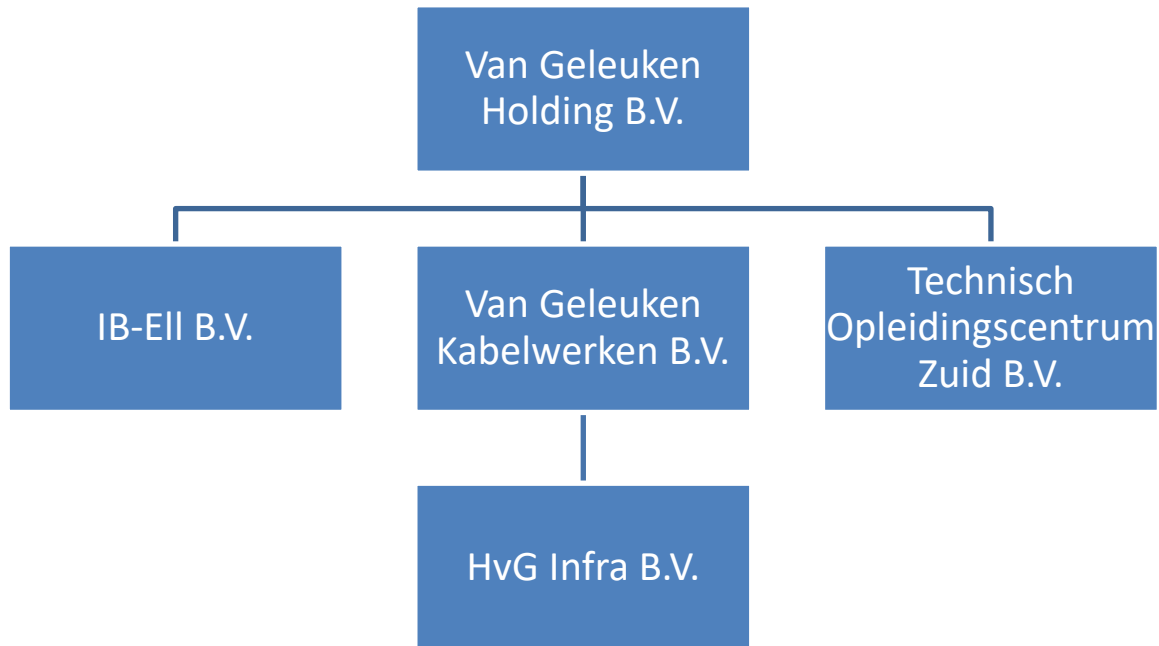 Van Geleuken
Holding B.V.
IB-Ell B.V.
Van Geleuken
Kabelwerken B.V.
Technisch
Opleidingscentrum
Zuid B.V.
HvG Infra B.V.